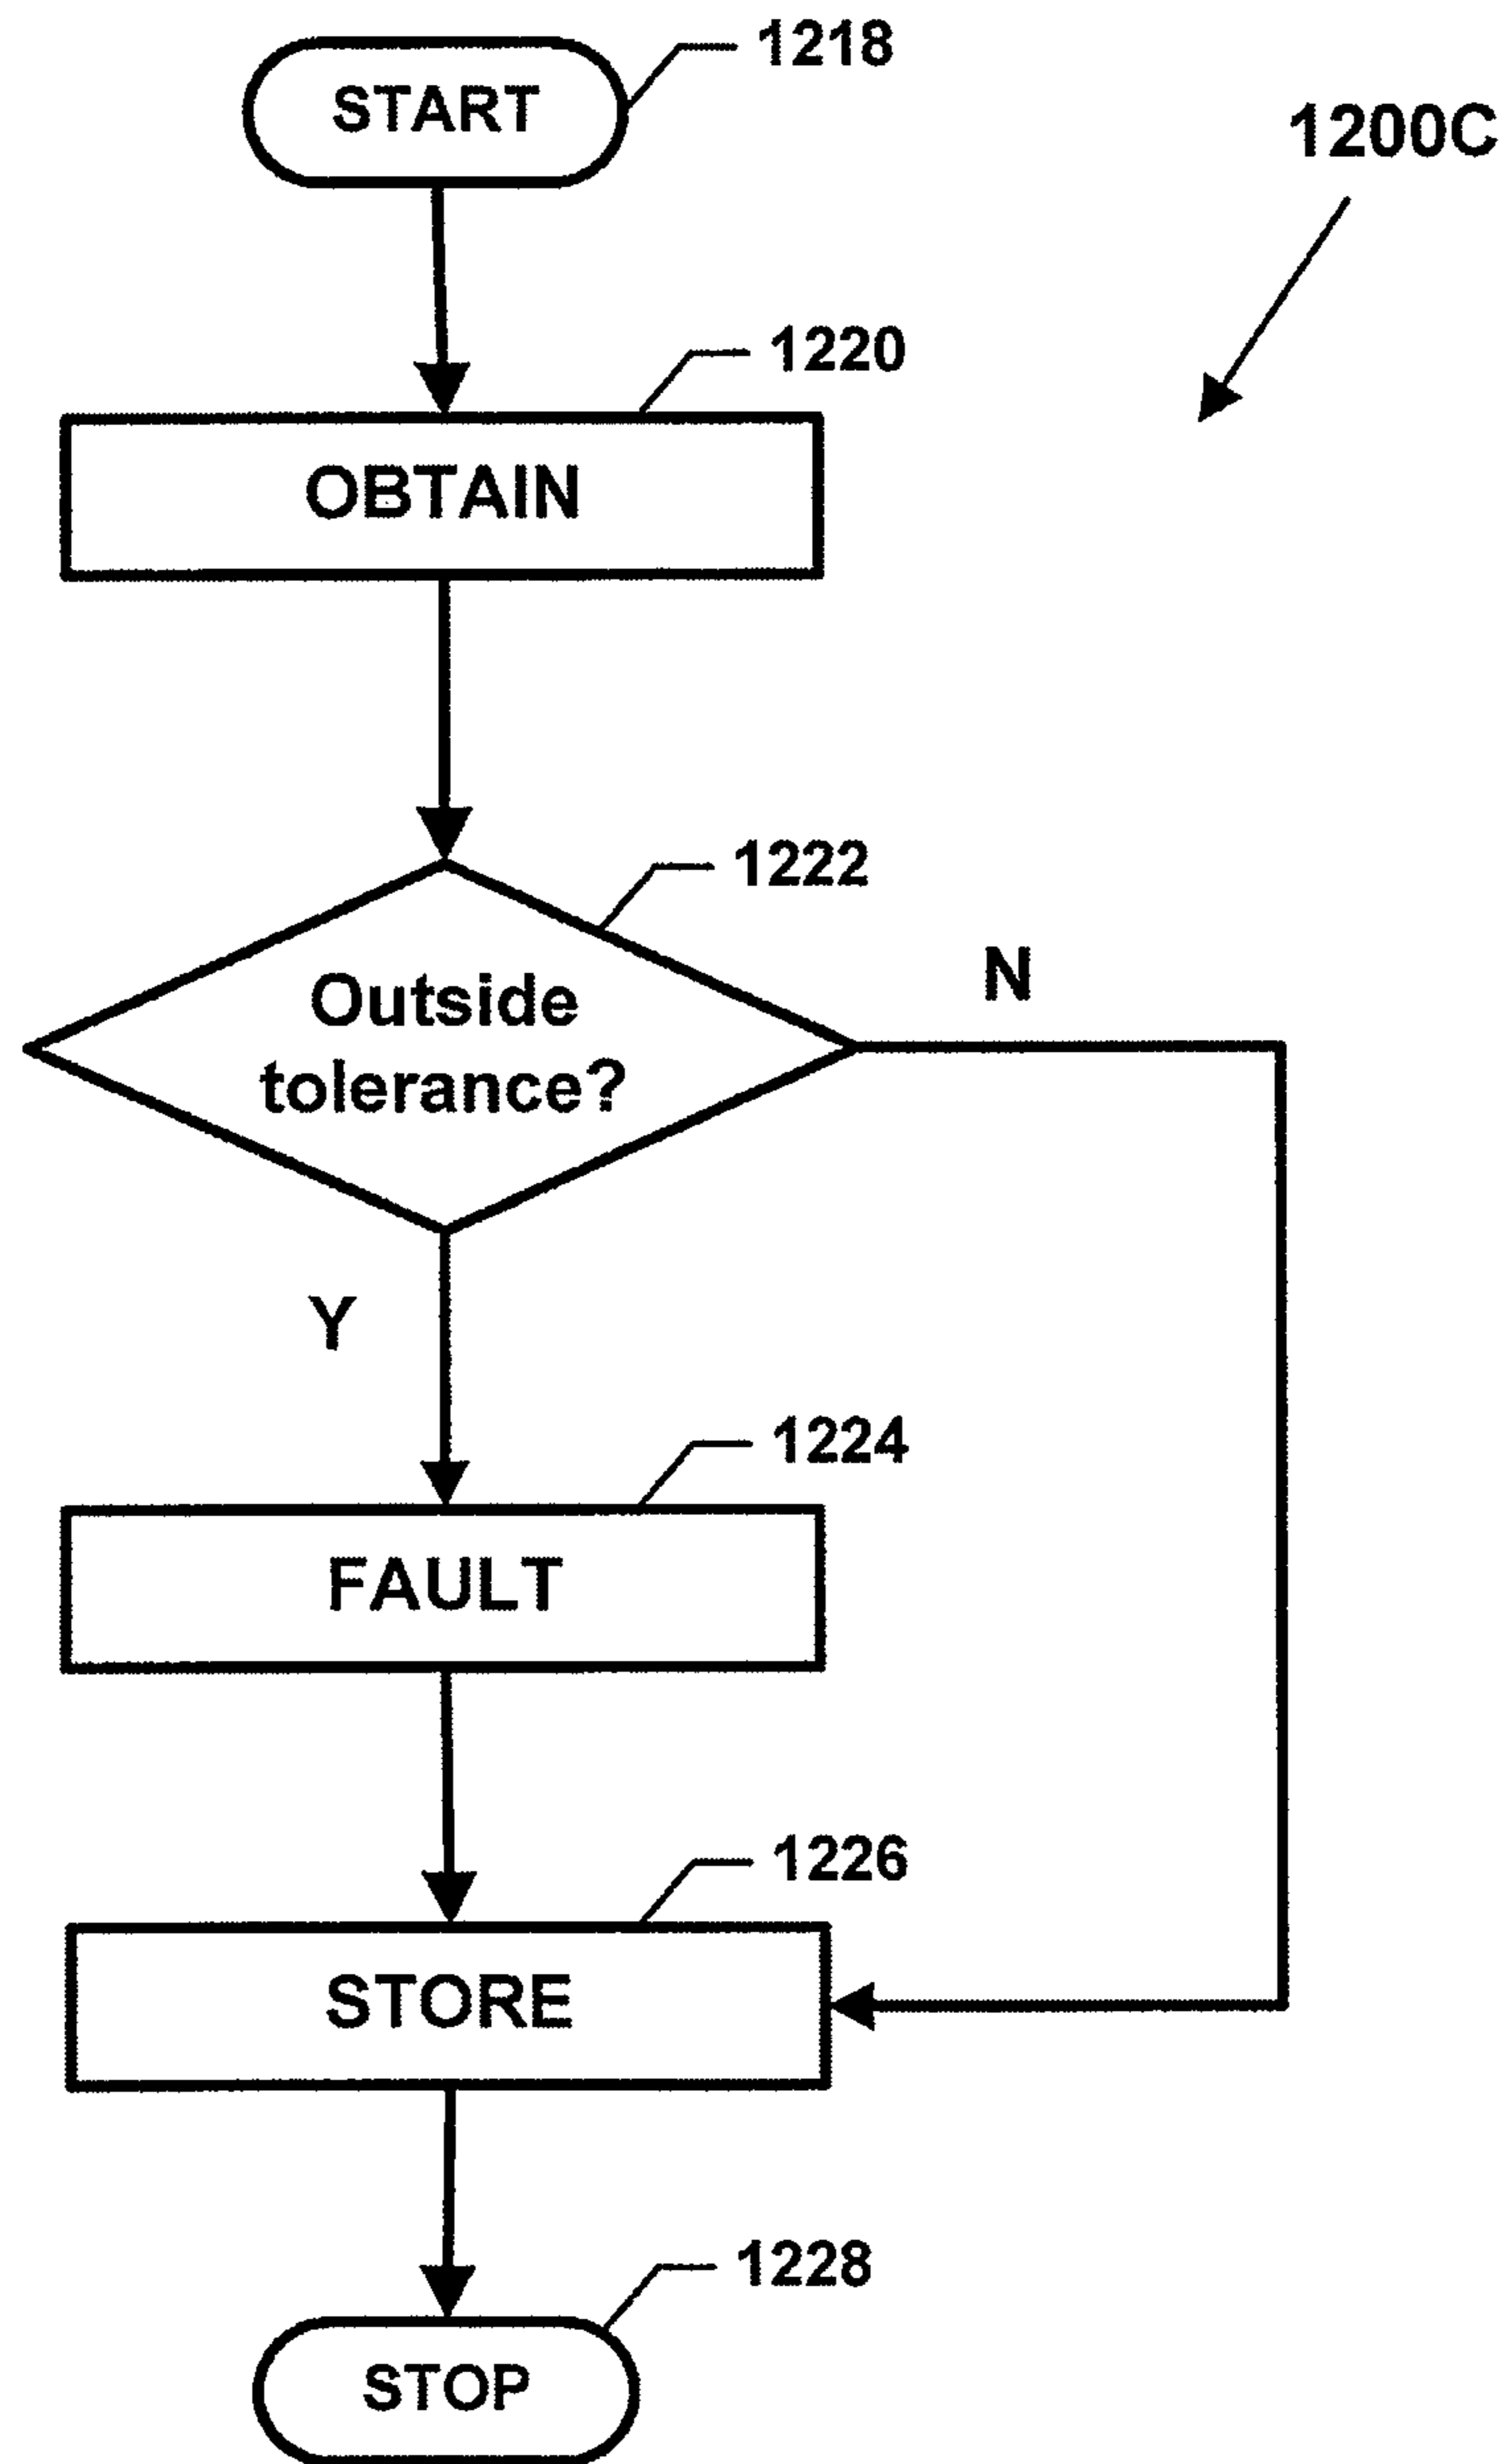 1218
START
1200C
1220
OBTAIN
1222
N
Outside
tolerance?
Y
1224
FAULT
1226
STORE
1228
STOP